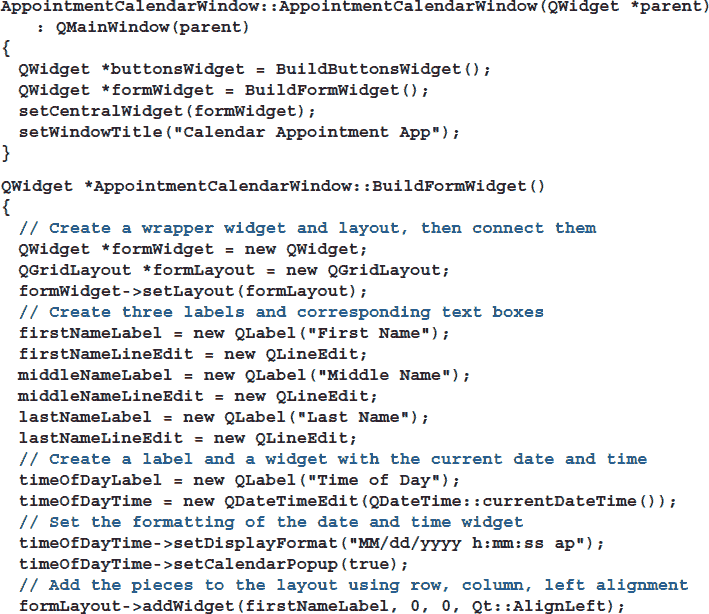 AppointmentCalendarWindow::AppointmentCalendarWindow(QWidget *parent)
: QMainWindow(parent)
{
QWidget *buttonsWidget = BuildButtonsWidget();
QWidget *formWidget = BuildFormWidget();
setCentralWidget(formWidget);
setWindowTitle("Calendar Appointment App");
}
QWidget *AppointmentCalendarWindow::BuildFormWidget()
{
// Create a wrapper widget and layout, then connect them
QWidget *formWidget = new QWidget;
QGridLayout *formLayout = new QGridLayout;
formWidget->setLayout(formLayout);
// Create three labels and corresponding text boxes
firstNameLabel = new QLabel("First Name");
firstNameLineEdit = new QLineEdit;
middleNameLabel = new QLabel("Middle Name");
middleNameLineEdit = new QLineEdit;
lastNameLabel = new QLabel("Last Name");
lastNameLineEdit = new QLineEdit;
// Create a label and a widget with the current date and time
timeOfDayLabel = new QLabel("Time of Day");
timeOfDayTime = new QDateTimeEdit(QDateTime::currentDateTime());
// Set the formatting of the date and time widget
timeOfDayTime->setDisplayFormat("MM/dd/yyyy h:mm:ss ap");
timeOfDayTime->setCalendarPopup(true);
// Add the pieces to the layout using row, column, left alignment
formLayout->addWidget(firstNameLabel, 0, 0, Qt::AlignLeft);